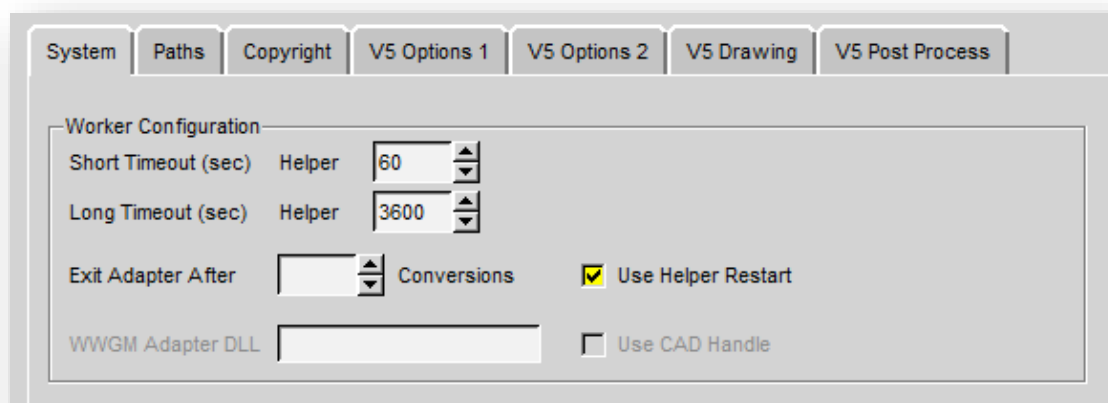 System Paths Copyright V5 Options 1 V5 Options 2 V5 Drawing V5 Post Process
Worker Configuration
Short Timeout (sec) Helper 60
Long Timeout (sec) Helper 3600
Exit Adapter After Conversions Use Helper Restart
WWGM Adapter DLL Use CAD Handle